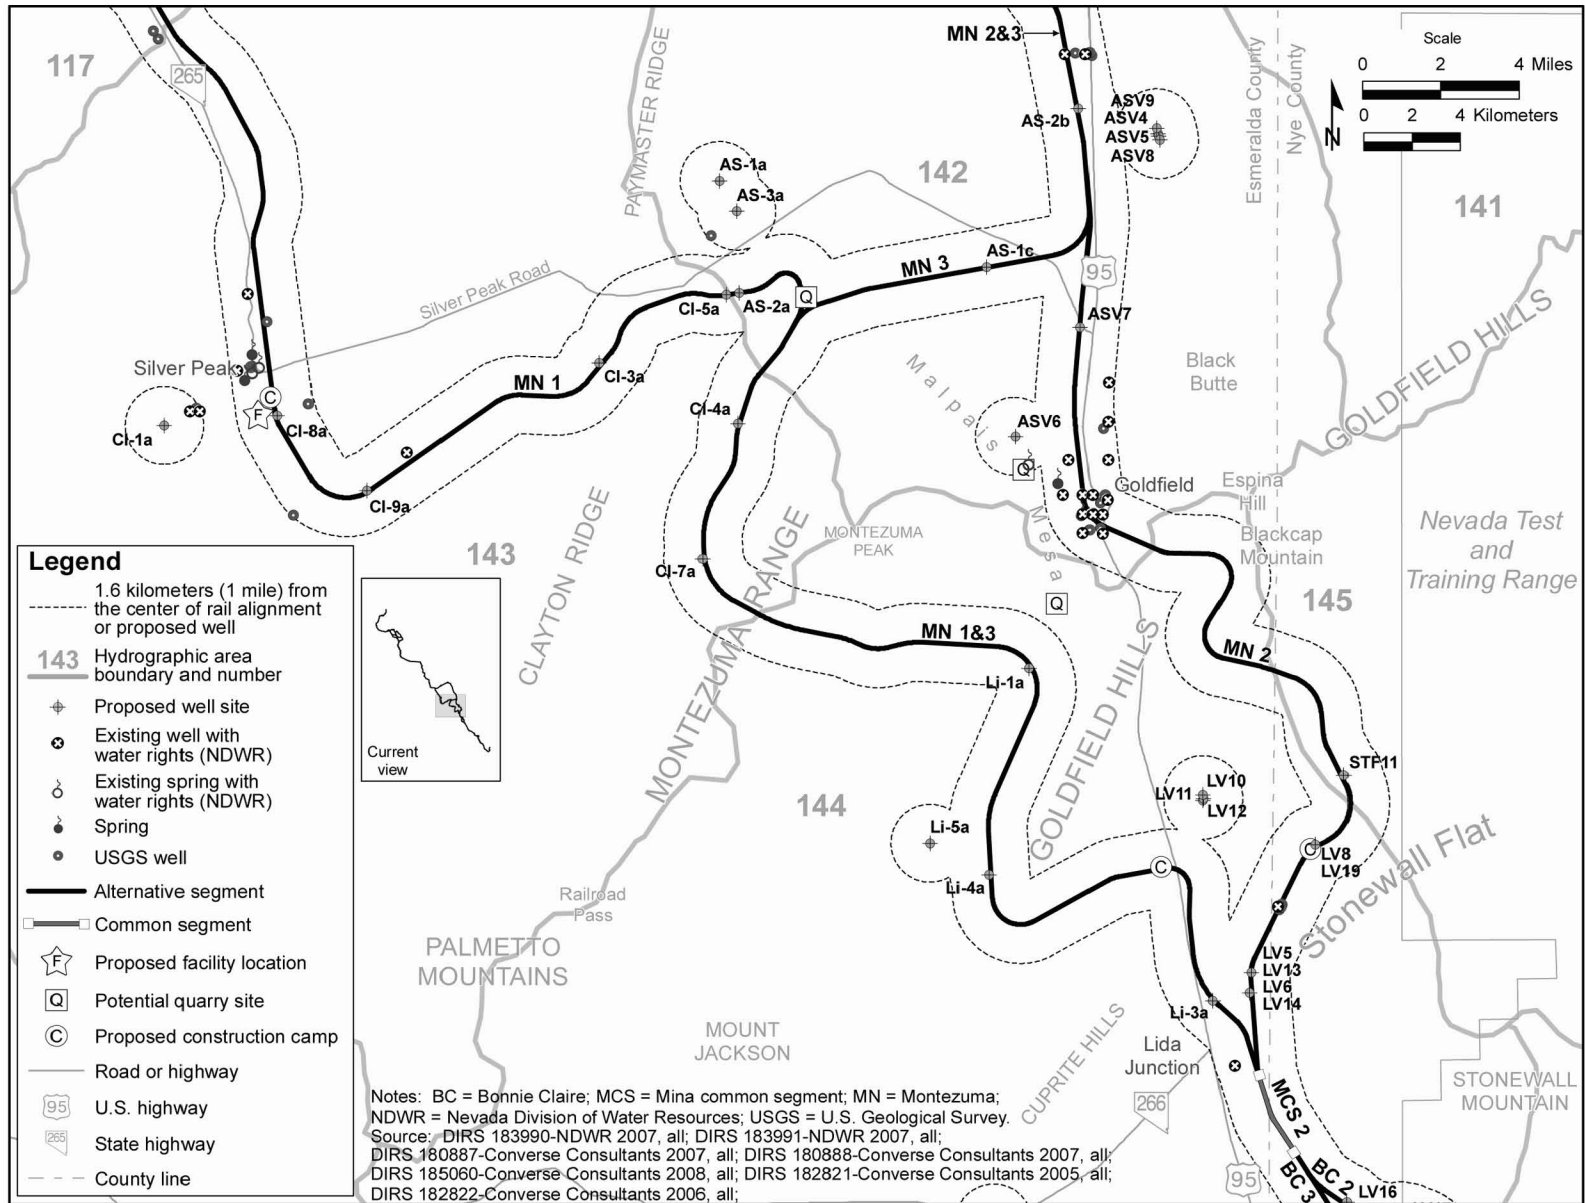 117
265
PAYMASTER RIDGE
MN 2&3
AS-2b
ASV9
ASV4
ASV5
ASV8
Esmeralda County
Nye County
Scale
0 2 4 Miles
0 2 4 Kilometers
N
142
141
AS-1a
AS-3a
AS-1c
MN 3
95
Silver Peak Road
Cl-5a
AS-2a
Q
ASV7
Silver Peak
C
F
Cl-1a
Cl-8a
MN 1
Cl-3a
Cl-4a
Cl-9a
Malpais
Mesa
Black
Butte
GOLDFIELD HILLS
ASV6
Q
Goldfield
Espina
Hill
Blackcap
Mountain
Nevada Test
and
Training Range
143
CLAYTON RIDGE
MONTEZUMA RANGE
MONTEZUMA
PEAK
Cl-7a
Q
145
MN 1&3
MN 2
Li-1a
GOLDFIELD HILLS
STF11
LV10
LV11
LV12
144
Li-5a
Li-4a
C
C
LV8
LV19
Stonewall Flat
Railroad
Pass
PALMETTO
MOUNTAINS
LV5
LV13
LV6
LV14
Li-3a
MOUNT
JACKSON
CUPRITE HILLS
Lida
Junction
266
MCS 2
STONEWALL
MOUNTAIN
95
BC 2
BC 3
LV16
Legend
1.6 kilometers (1 mile) from
the center of rail alignment
or proposed well
143 Hydrographic area
boundary and number
Proposed well site
Existing well with
water rights (NDWR)
Existing spring with
water rights (NDWR)
Spring
USGS well
Alternative segment
Common segment
F Proposed facility location
Q Potential quarry site
C Proposed construction camp
Road or highway
95 U.S. highway
265 State highway
County line
Current
view
Notes: BC = Bonnie Claire; MCS = Mina common segment; MN = Montezuma;
NDWR = Nevada Division of Water Resources; USGS = U.S. Geological Survey.
Source: DIRS 183990-NDWR 2007, all; DIRS 183991-NDWR 2007, all;
DIRS 180887-Converse Consultants 2007, all; DIRS 180888-Converse Consultants 2007, all;
DIRS 185060-Converse Consultants 2008, all; DIRS 182821-Converse Consultants 2005, all;
DIRS 182822-Converse Consultants 2006, all;